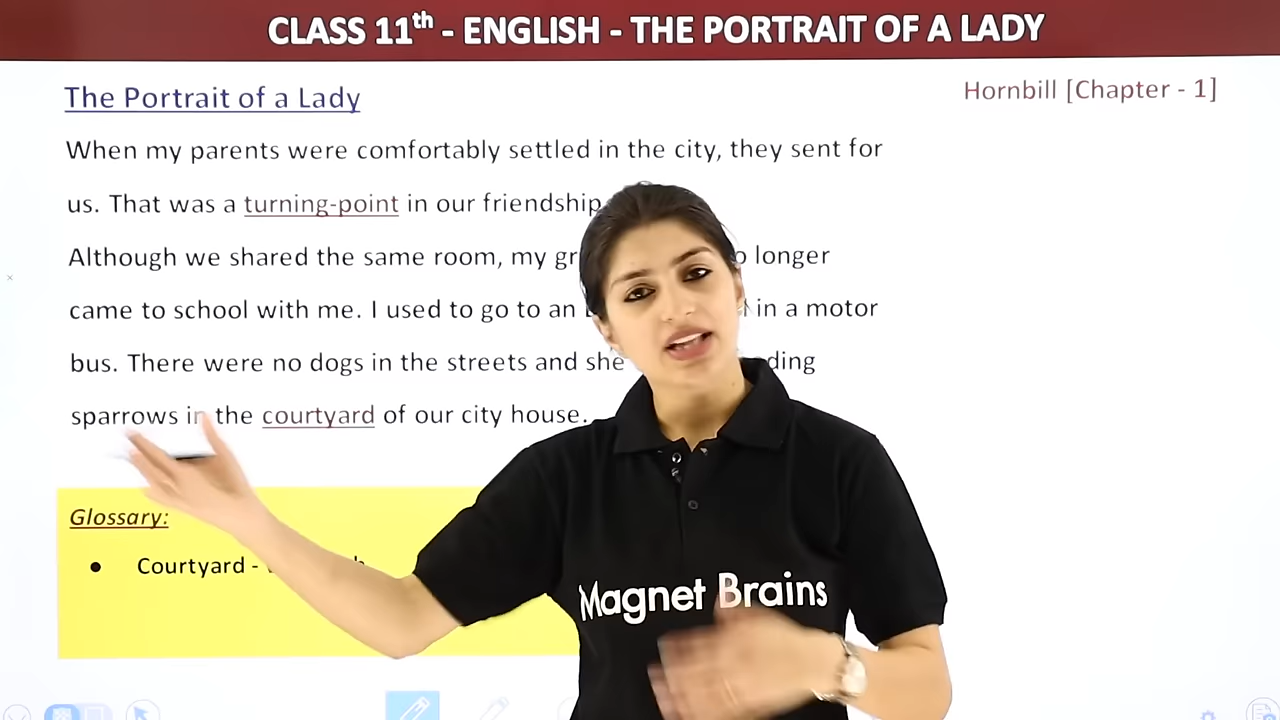 CLASS 11th - ENGLISH - THE PORTRAIT OF A LADY
The Portrait of a Lady
Hornbill [Chapter - 1]
When my parents were comfortably settled in the city, they sent for
us. That was a turning-point in our friendship
Although we shared the same room, my longer
came to school with me. I used to go to an in a motor
bus. There were no dogs in the streets and she
sparrows in the courtyard of our city house.
Glossary:
• Courtyard -
Magnet Brains